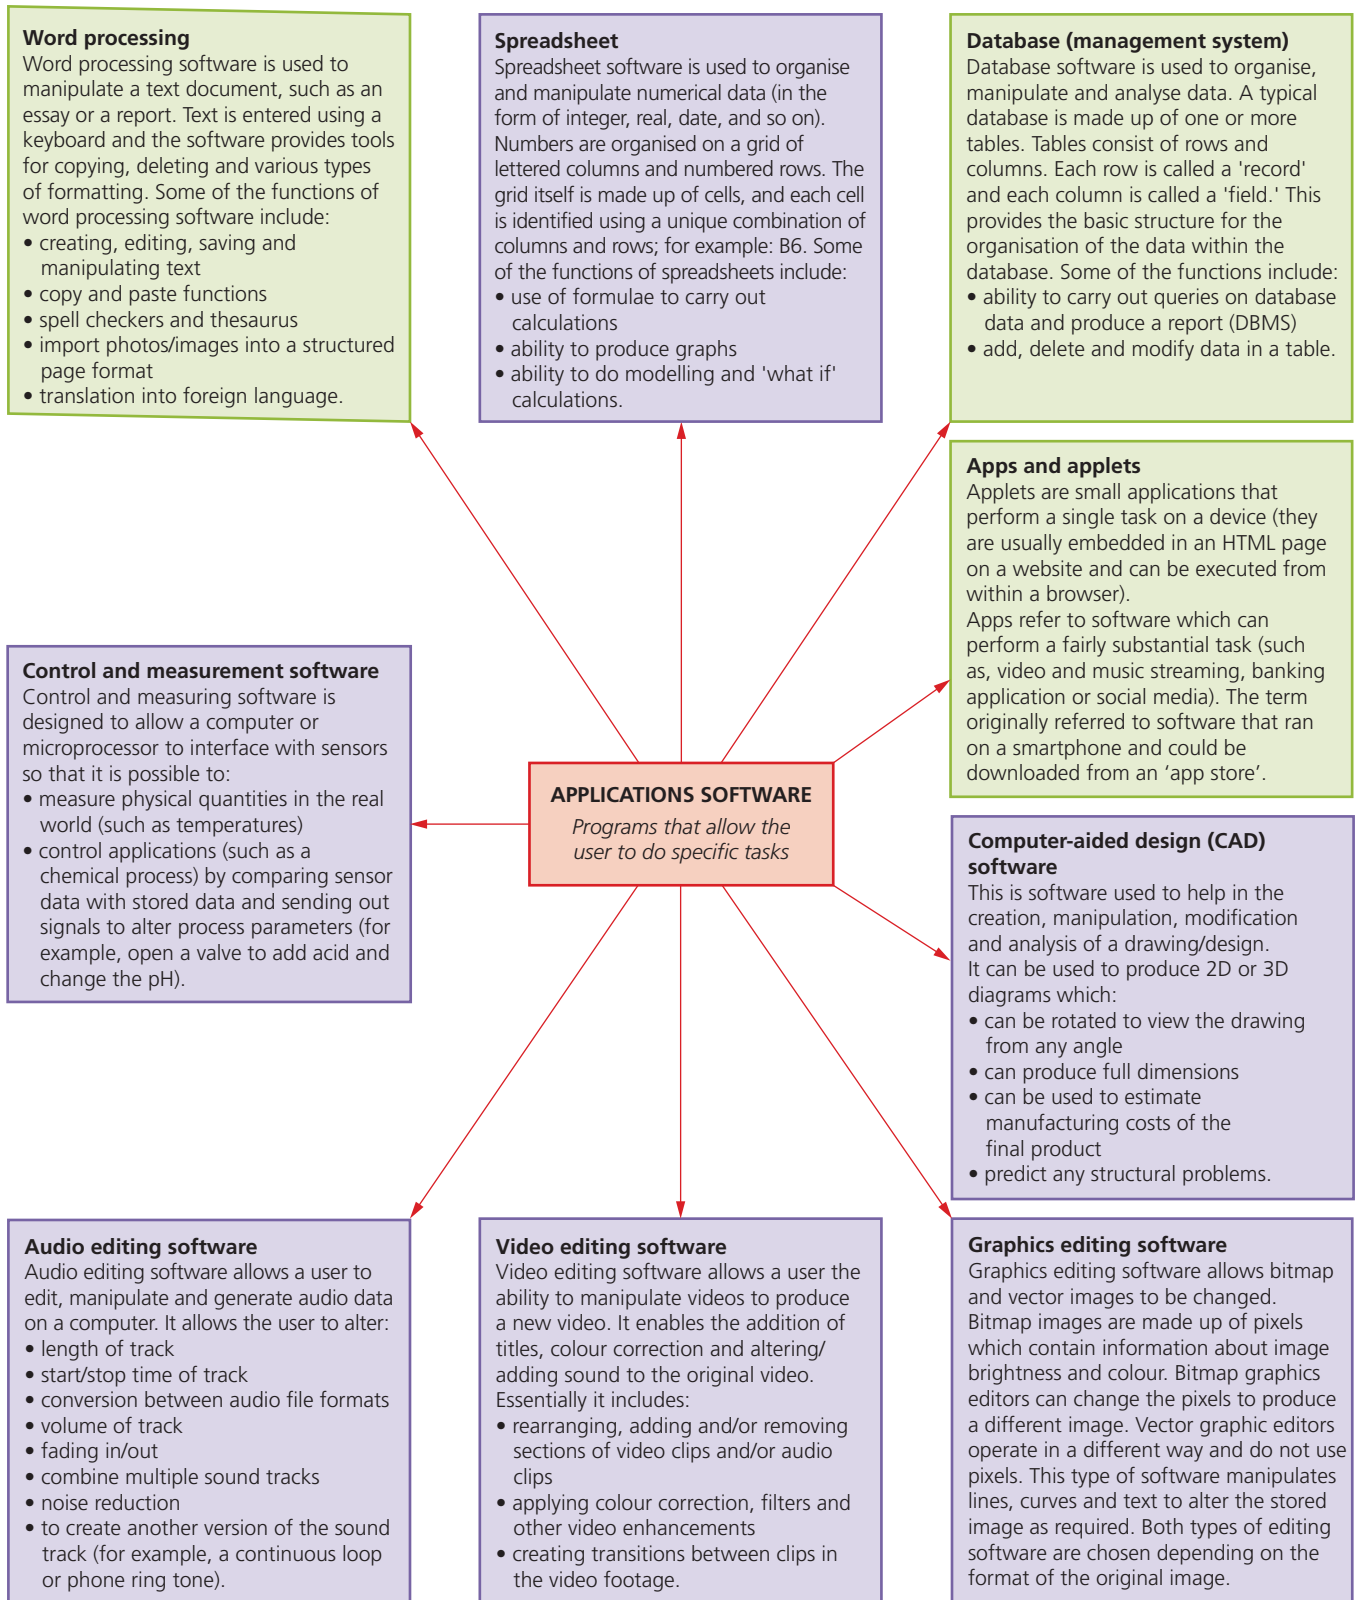 Word processing
Word processing software is used to
manipulate a text document, such as an
essay or a report. Text is entered using a
keyboard and the software provides tools
for copying, deleting and various types
of formatting. Some of the functions of
word processing software include:
• creating, editing, saving and
manipulating text
• copy and paste functions
• spell checkers and thesaurus
• import photos/images into a structured
page format
• translation into foreign language.
Spreadsheet
Spreadsheet software is used to organise
and manipulate numerical data (in the
form of integer, real, date, and so on).
Numbers are organised on a grid of
lettered columns and numbered rows. The
grid itself is made up of cells, and each cell
is identified using a unique combination of
columns and rows; for example: B6. Some
of the functions of spreadsheets include:
• use of formulae to carry out
calculations
• ability to produce graphs
• ability to do modelling and 'what if'
calculations.
Database (management system)
Database software is used to organise,
manipulate and analyse data. A typical
database is made up of one or more
tables. Tables consist of rows and
columns. Each row is called a 'record'
and each column is called a 'field.' This
provides the basic structure for the
organisation of the data within the
database. Some of the functions include:
• ability to carry out queries on database
data and produce a report (DBMS)
• add, delete and modify data in a table.
Apps and applets
Applets are small applications that
perform a single task on a device (they
are usually embedded in an HTML page
on a website and can be executed from
within a browser).
Apps refer to software which can
perform a fairly substantial task (such
as, video and music streaming, banking
application or social media). The term
originally referred to software that ran
on a smartphone and could be
downloaded from an ‘app store’.
Control and measurement software
Control and measuring software is
designed to allow a computer or
microprocessor to interface with sensors
so that it is possible to:
• measure physical quantities in the real
world (such as temperatures)
• control applications (such as a
chemical process) by comparing sensor
data with stored data and sending out
signals to alter process parameters (for
example, open a valve to add acid and
change the pH).
APPLICATIONS SOFTWARE
Programs that allow the
user to do specific tasks
Computer-aided design (CAD)
software
This is software used to help in the
creation, manipulation, modification
and analysis of a drawing/design.
It can be used to produce 2D or 3D
diagrams which:
• can be rotated to view the drawing
from any angle
• can produce full dimensions
• can be used to estimate
manufacturing costs of the
final product
• predict any structural problems.
Audio editing software
Audio editing software allows a user to
edit, manipulate and generate audio data
on a computer. It allows the user to alter:
• length of track
• start/stop time of track
• conversion between audio file formats
• volume of track
• fading in/out
• combine multiple sound tracks
• noise reduction
• to create another version of the sound
track (for example, a continuous loop
or phone ring tone).
Video editing software
Video editing software allows a user the
ability to manipulate videos to produce
a new video. It enables the addition of
titles, colour correction and altering/
adding sound to the original video.
Essentially it includes:
• rearranging, adding and/or removing
sections of video clips and/or audio
clips
• applying colour correction, filters and
other video enhancements
• creating transitions between clips in
the video footage.
Graphics editing software
Graphics editing software allows bitmap
and vector images to be changed.
Bitmap images are made up of pixels
which contain information about image
brightness and colour. Bitmap graphics
editors can change the pixels to produce
a different image. Vector graphic editors
operate in a different way and do not use
pixels. This type of software manipulates
lines, curves and text to alter the stored
image as required. Both types of editing
software are chosen depending on the
format of the original image.